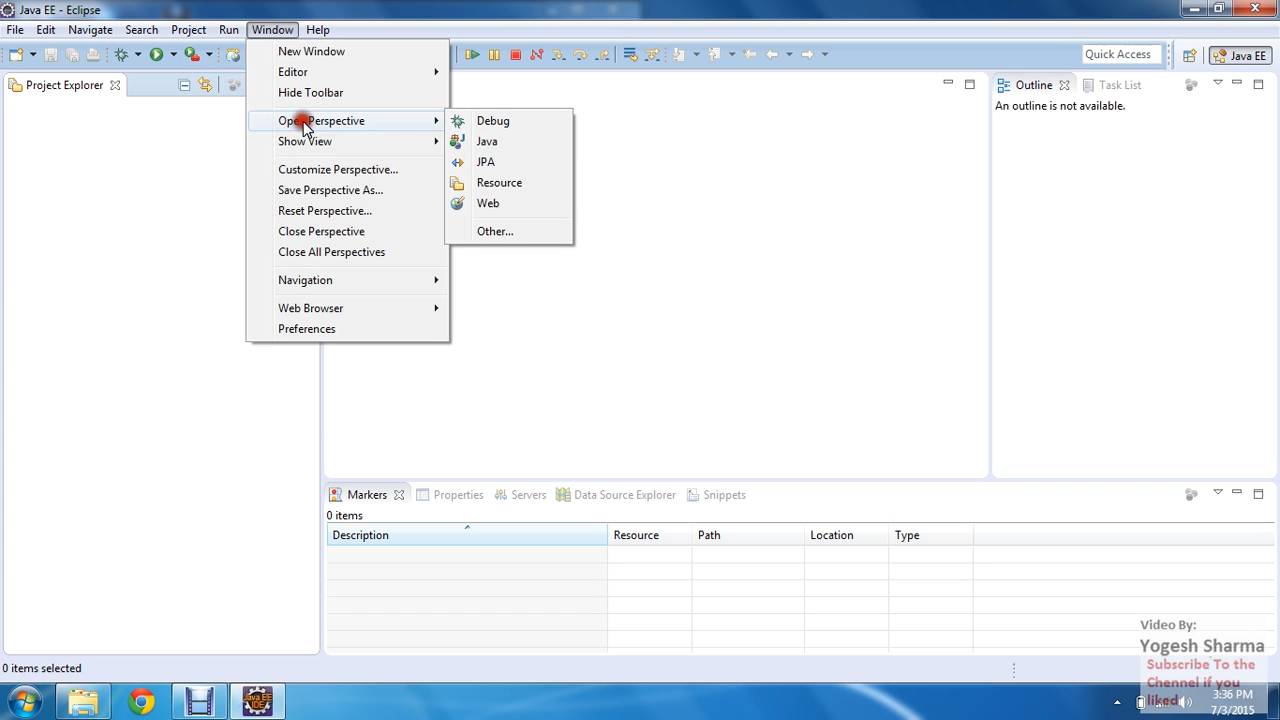 Java EE - Eclipse
File Edit Navigate Search Project Run Window Help
Quick Access
Java EE
Project Explorer
New Window
Editor
Hide Toolbar
Open Perspective
Show View
Customize Perspective...
Save Perspective As...
Reset Perspective...
Close Perspective
Close All Perspectives
Navigation
Web Browser
Preferences
Debug
Java
JPA
Resource
Web
Other...
Outline
Task List
An outline is not available.
Markers
Properties
Servers
Data Source Explorer
Snippets
0 items
Description
Resource
Path
Location
Type
0 items selected
Video By:
Yogesh Sharma
Subscribe To the
Chennel if you
liked
Java EE
IDE
3:36 PM
7/3/2015